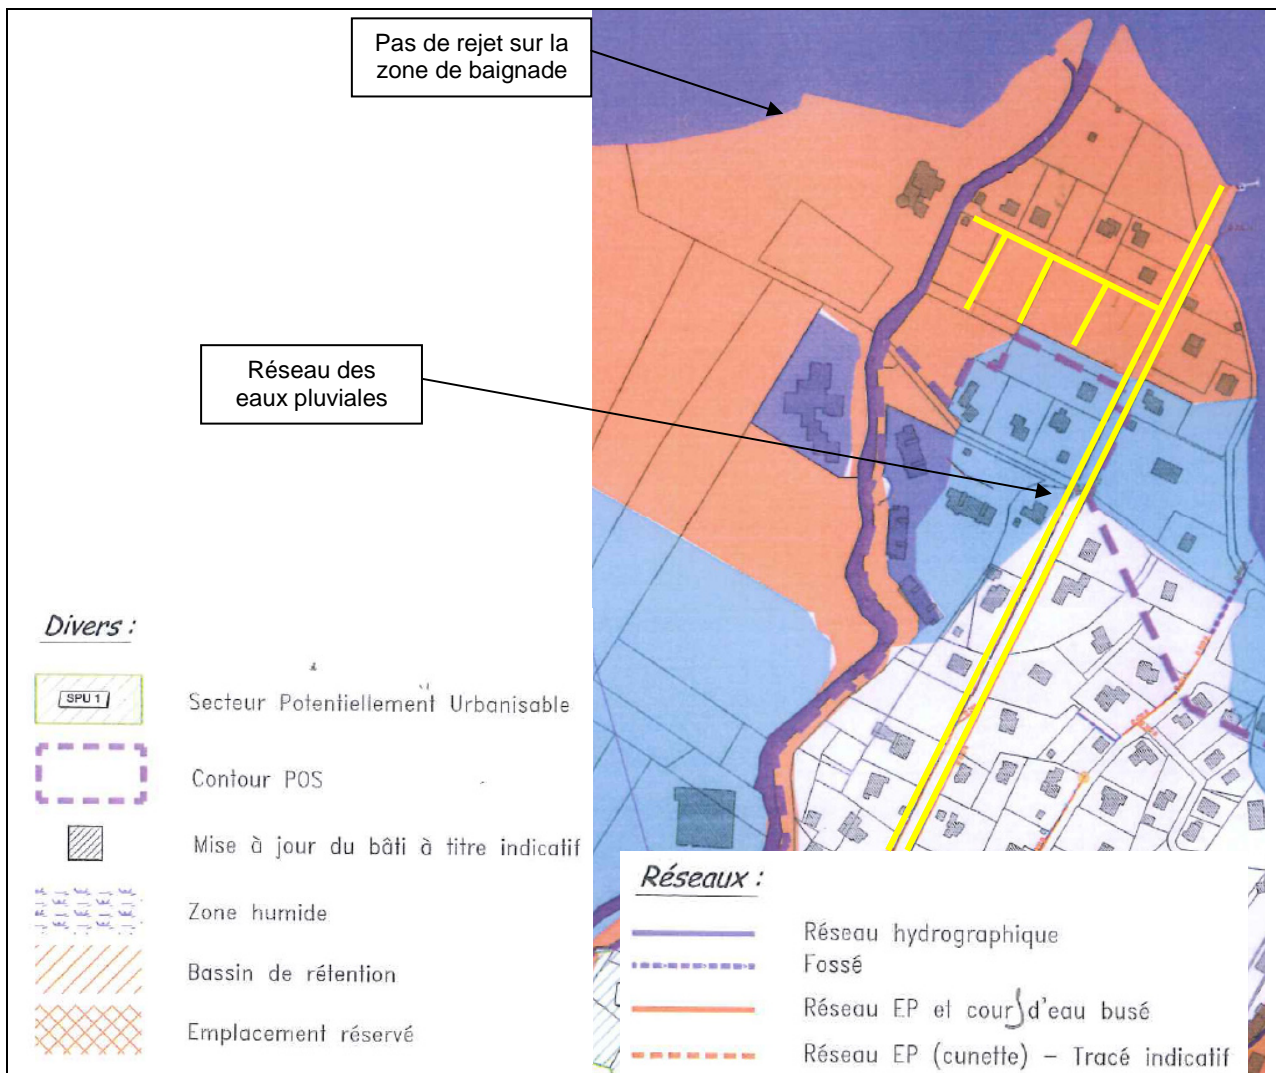 Pas de rejet sur la
zone de baignade
Réseau des
eaux pluviales
Divers :
SPU 1
Secteur Potentiellement Urbanisable
Contour POS
Mise à jour du bâti à titre indicatif
Zone humide
Bassin de rétention
Emplacement réservé
Réseaux :
Réseau hydrographique
Fossé
Réseau EP et cours d'eau busé
Réseau EP (cunette) – Tracé indicatif